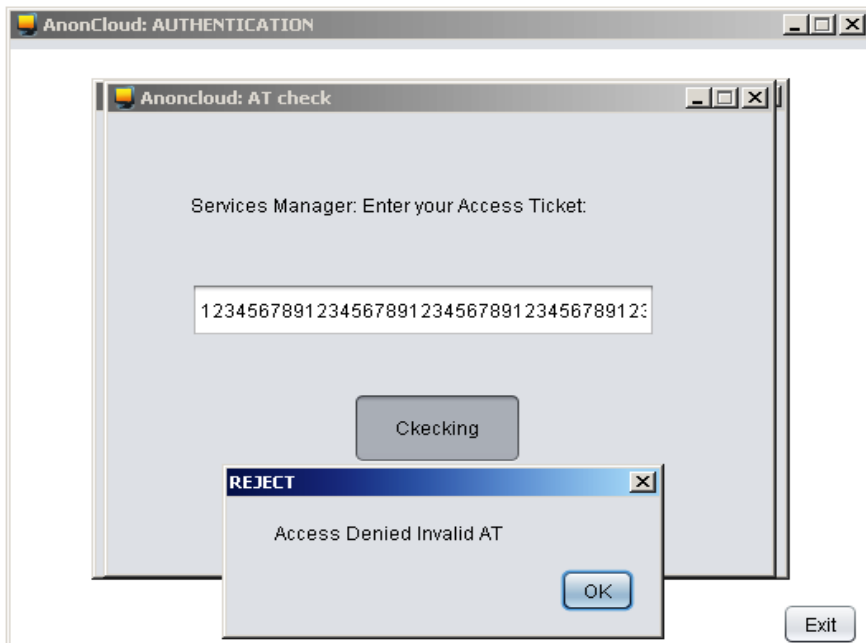 AnonCloud: AUTHENTICATION
Anoncloud: AT check
Services Manager: Enter your Access Ticket:
123456789123456789123456789123456789123
Ckecking
REJECT
Access Denied Invalid AT
OK
Exit